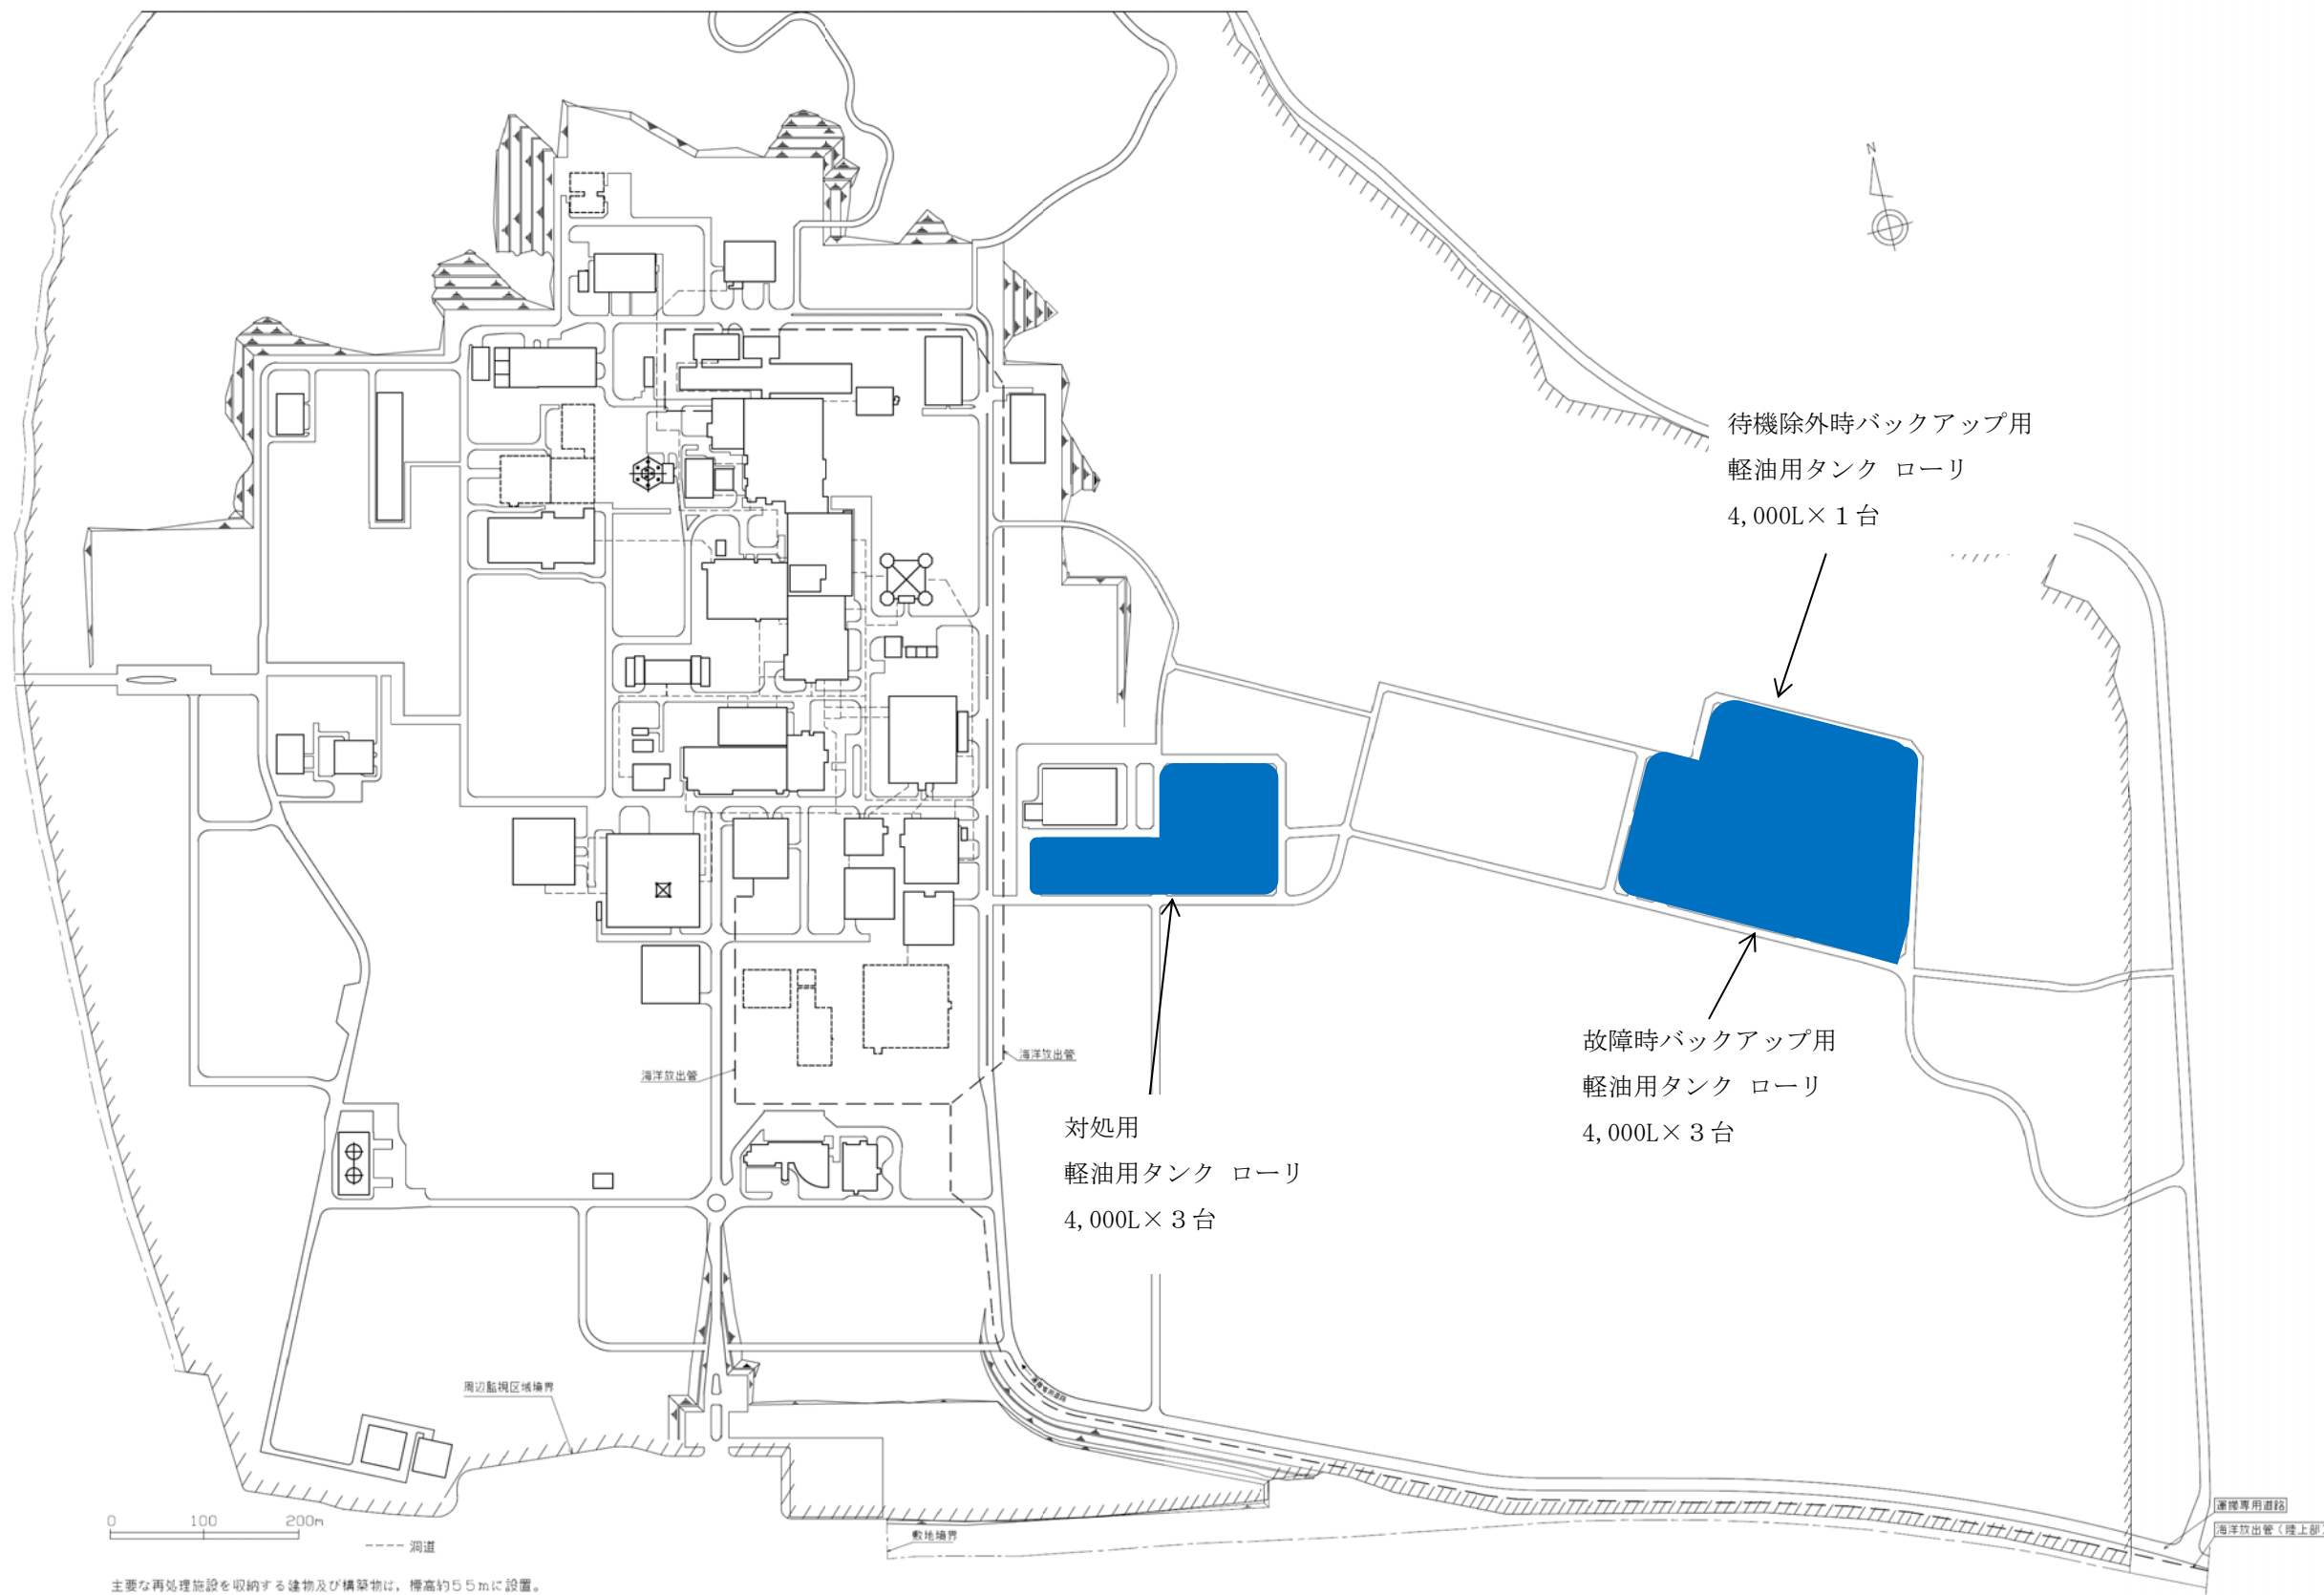 N
待機除外時バックアップ用
軽油用タンク ローリ
4,000L×１台
海洋放出管
海洋放出管
故障時バックアップ用
軽油用タンク ローリ
4,000L×３台
対処用
軽油用タンク ローリ
4,000L×３台
運搬専用道路
周辺監視区域境界
運搬専用道路
海洋放出管（陸上部）
0 100 200m
敷地境界
洞道
主要な再処理施設を収納する建物及び構築物は，標高約55mに設置。